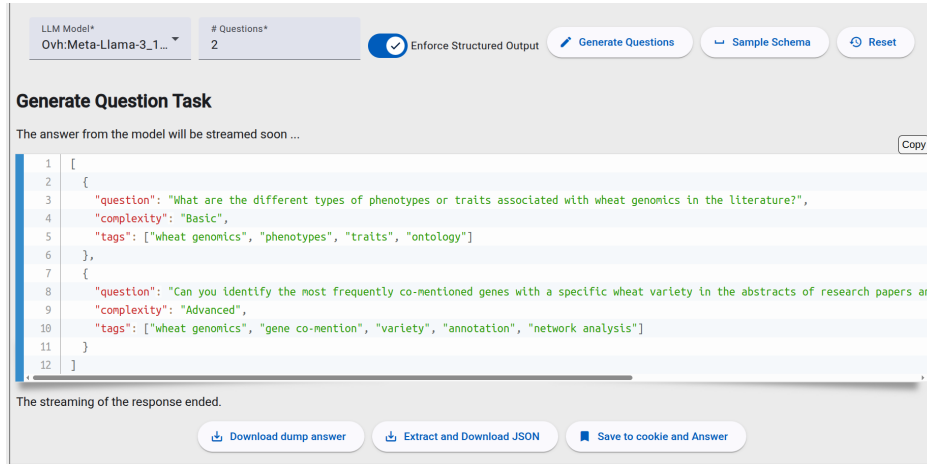 LLM Model*
Ovh:Meta-Llama-3_1...
# Questions*
2
Enforce Structured Output
Generate Questions
Sample Schema
Reset
Generate Question Task
The answer from the model will be streamed soon ...
Copy
1 [
2 {
3 "question": "What are the different types of phenotypes or traits associated with wheat genomics in the literature?",
4 "complexity": "Basic",
5 "tags": ["wheat genomics", "phenotypes", "traits", "ontology"]
6 },
7 {
8 "question": "Can you identify the most frequently co-mentioned genes with a specific wheat variety in the abstracts of research papers
9 "complexity": "Advanced",
10 "tags": ["wheat genomics", "gene co-mention", "variety", "annotation", "network analysis"]
11 }
12 ]
The streaming of the response ended.
Download dump answer
Extract and Download JSON
Save to cookie and Answer